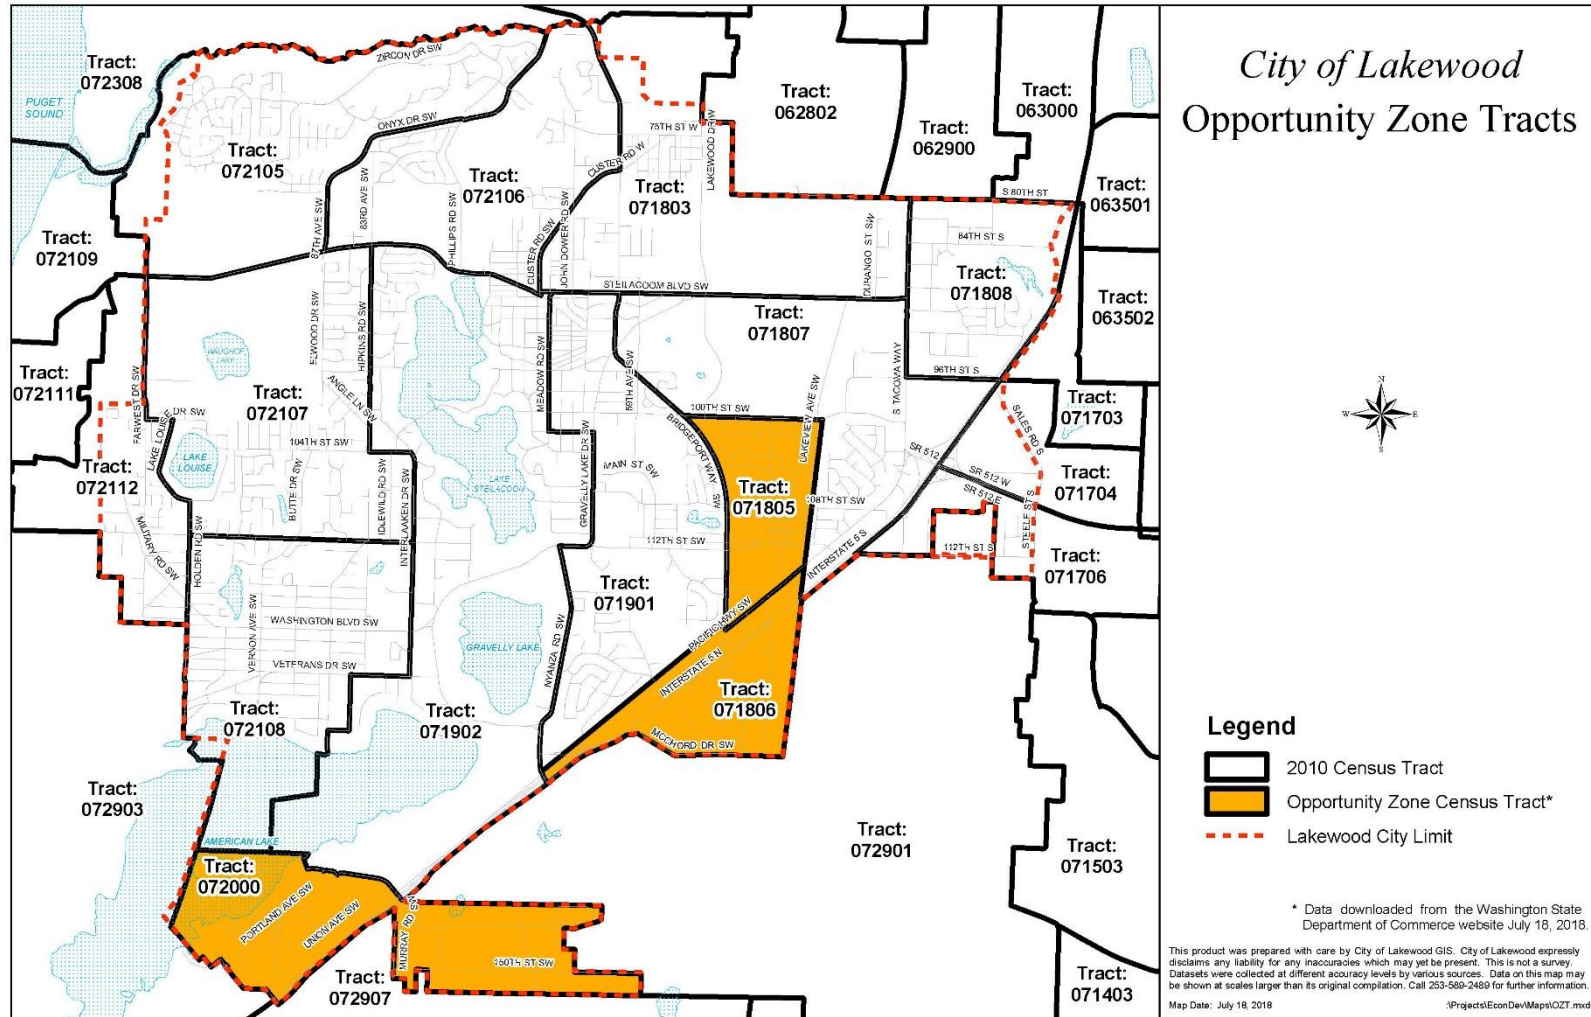 City of Lakewood
Opportunity Zone Tracts
Tract:
072308
PUGET
SOUND
ZIRCON DR SW
Tract:
062802
Tract:
063000
Tract:
062900
ONYX DR SW
75TH ST W
LAKEWOOD DR W
Tract:
072105
83RD AVE SW
Tract:
072106
CUSTER RD W
Tract:
071803
S 80TH ST
Tract:
063501
87TH AVE SW
PHILLIPS RD SW
CUSTER RD SW
JOHN DOWER RD SW
DURANGO ST SW
84TH ST S
Tract:
072109
Tract:
071808
STEILACOOM BLVD SW
Tract:
071807
Tract:
063502
ELWOOD DR SW
HIPKINS RD SW
WAUGHOP
LAKE
MEADOW RD SW
59TH AVE SW
S TACOMA WAY
96TH ST S
Tract:
072111
FARWEST DR SW
Tract:
072107
ANGLE LN SW
100TH ST SW
LAKEVIEW AVE SW
SALES RD S
Tract:
071703
LAKE LOUISE DR SW
104TH ST SW
GRAVELLY LAKE DR SW
BRIDGEPORT WAY SW
MAIN ST SW
SR 512
SR 512 W
SR 512 E
LAKE
LOUISE
Tract:
072112
BUTTE DR SW
IDLEWILD RD SW
INTERLAAKEN DR SW
LAKE
STEILACOOM
Tract:
071805
108TH ST SW
Tract:
071704
STEELE ST S
MILITARY RD SW
HOLDEN RD SW
112TH ST SW
112TH ST S
INTERSTATE 5 S
Tract:
071706
Tract:
071901
VERNON AVE SW
WASHINGTON BLVD SW
VETERANS DR SW
GRAVELLY LAKE
NYANZA RD SW
PACIFIC HWY SW
INTERSTATE 5 N
Tract:
071806
MCCHORD DR SW
Tract:
072108
Tract:
071902
Tract:
072903
AMERICAN LAKE
Tract:
072000
PORTLAND AVE SW
UNION AVE SW
MURRAY RD SW
150TH ST SW
Tract:
072907
Tract:
072901
Tract:
071503
Tract:
071403
N
W
E
S
Legend
2010 Census Tract
Opportunity Zone Census Tract*
Lakewood City Limit
* Data downloaded from the Washington State
Department of Commerce website July 18, 2018.
This product was prepared with care by City of Lakewood GIS. City of Lakewood expressly
disclaims any liability for any inaccuracies which may yet be present. This is not a survey.
Datasets were collected at different accuracy levels by various sources. Data on this map may
be shown at scales larger than its original compilation. Call 253-589-2489 for further information.
Map Date: July 18, 2018
:\Projects\EconDev\Maps\OZT.mxd